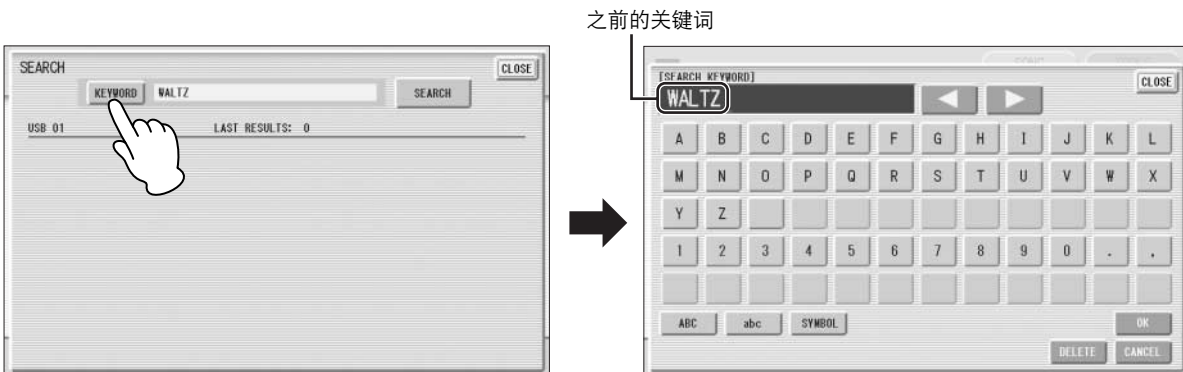 之前的关键词
SEARCH
CLOSE
KEYWORD WALTZ SEARCH
USB 01 LAST RESULTS: 0
[SEARCH KEYWORD]
CLOSE
WALTZ
A B C D E F G H I J K L
M N O P Q R S T U V W X
Y Z
1 2 3 4 5 6 7 8 9 0 . ,
ABC abc SYMBOL OK
DELETE CANCEL